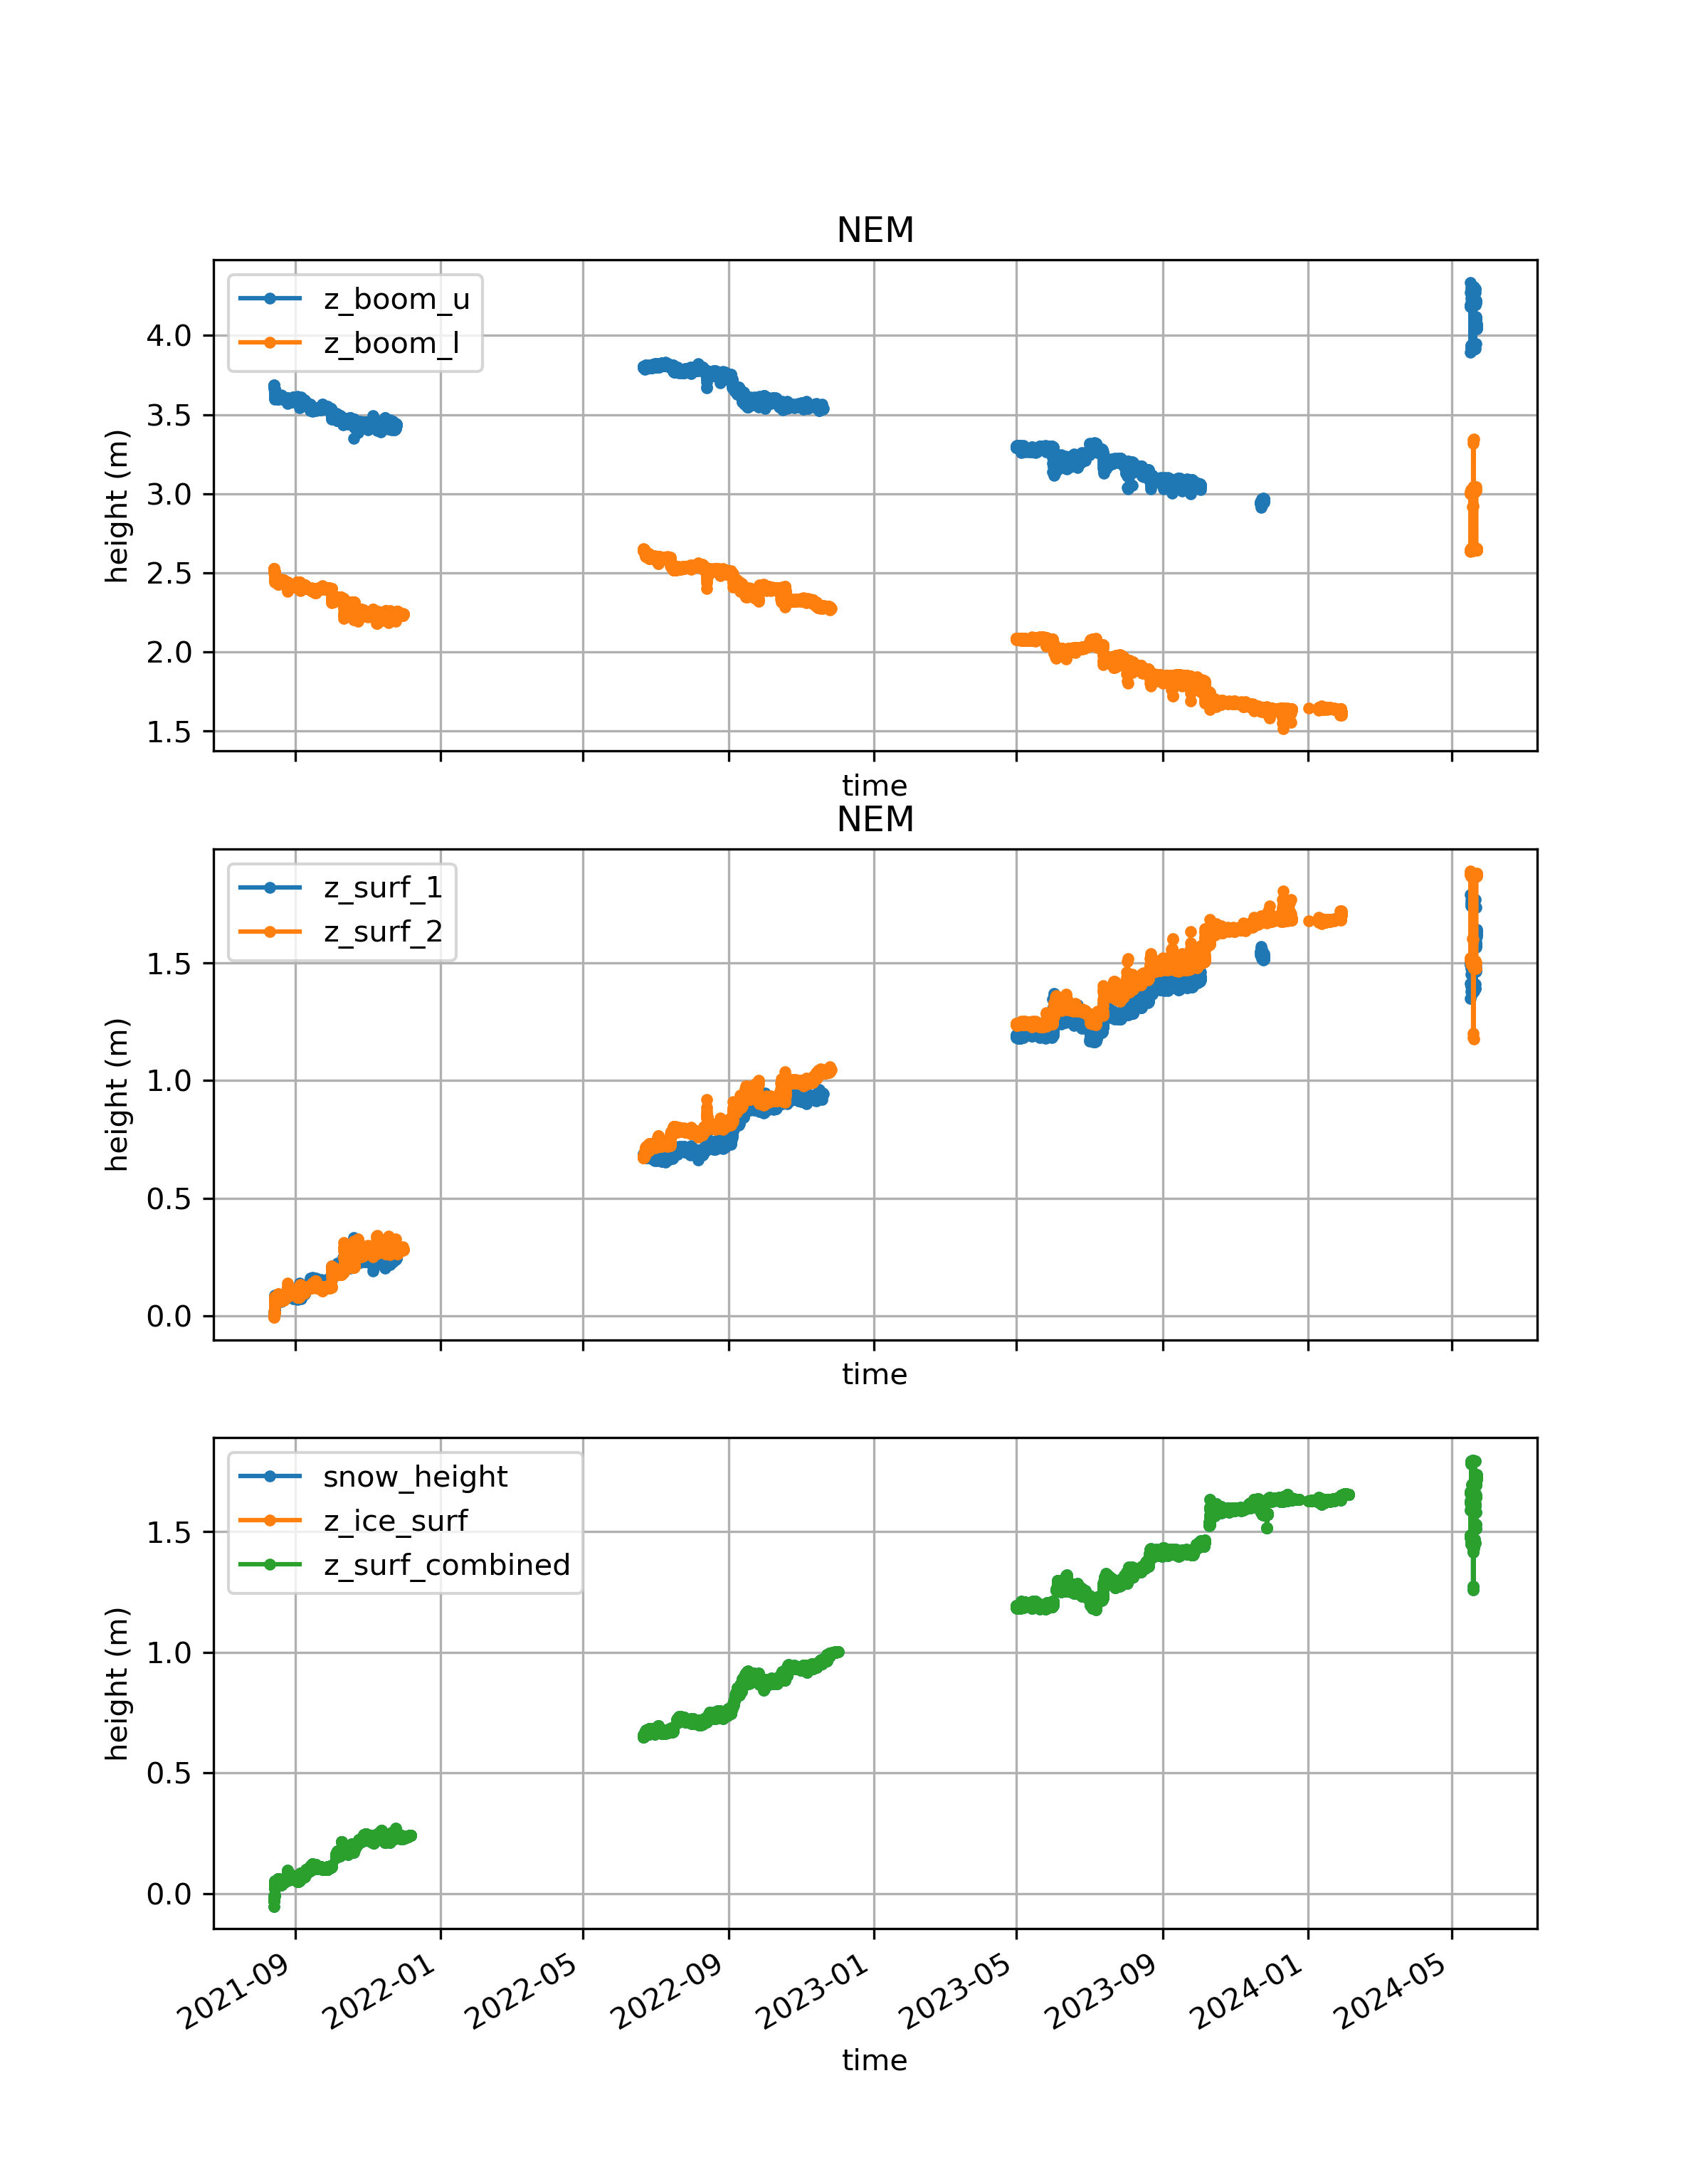 NEM
z_boom_u
z_boom_l
4.0
3.5
3.0
2.5
2.0
1.5
height (m)
time
NEM
z_surf_1
z_surf_2
1.5
1.0
0.5
0.0
height (m)
time
snow_height
z_ice_surf
z_surf_combined
1.5
1.0
0.5
0.0
height (m)
2021-09
2022-01
2022-05
2022-09
2023-01
2023-05
2023-09
2024-01
2024-05
time